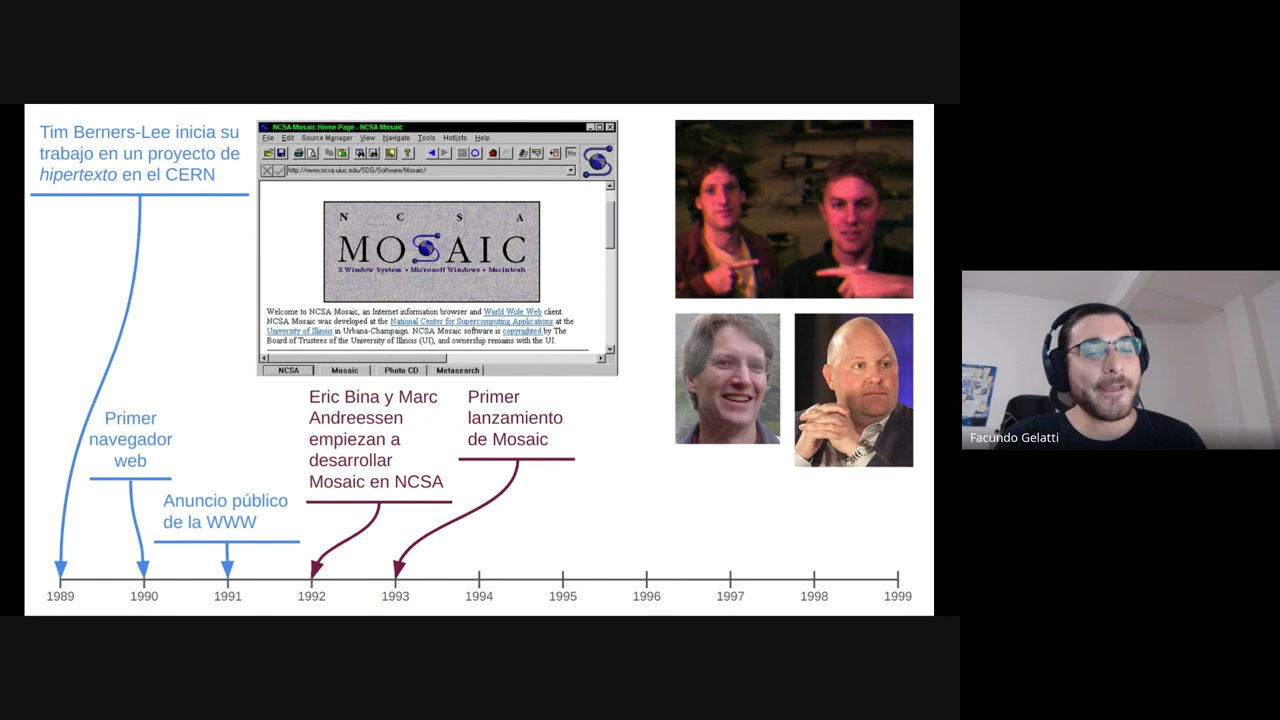 Tim Berners-Lee inicia su
trabajo en un proyecto de
hipertexto en el CERN
NCSA Mosaic Home Page - NCSA Mosaic
File Edit Source Manager View Navigate Tools Hotlists Help
http://www.ncsa.uiuc.edu/SDG/Software/Mosaic/
N C S A
MOSAIC
X Window System • Microsoft Windows • Macintosh
Welcome to NCSA Mosaic, an Internet information browser and World Wide Web client.
NCSA Mosaic was developed at the National Center for Supercomputing Applications at the
University of Illinois in Urbana-Champaign. NCSA Mosaic software is copyrighted by The
Board of Trustees of the University of Illinois (UI), and ownership remains with the UI.
NCSA Mosaic Photo CD Metasearch
Primer
navegador
web
Anuncio público
de la WWW
Eric Bina y Marc
Andreessen
empiezan a
desarrollar
Mosaic en NCSA
Primer
lanzamiento
de Mosaic
1989 1990 1991 1992 1993 1994 1995 1996 1997 1998 1999
Facundo Gelatti